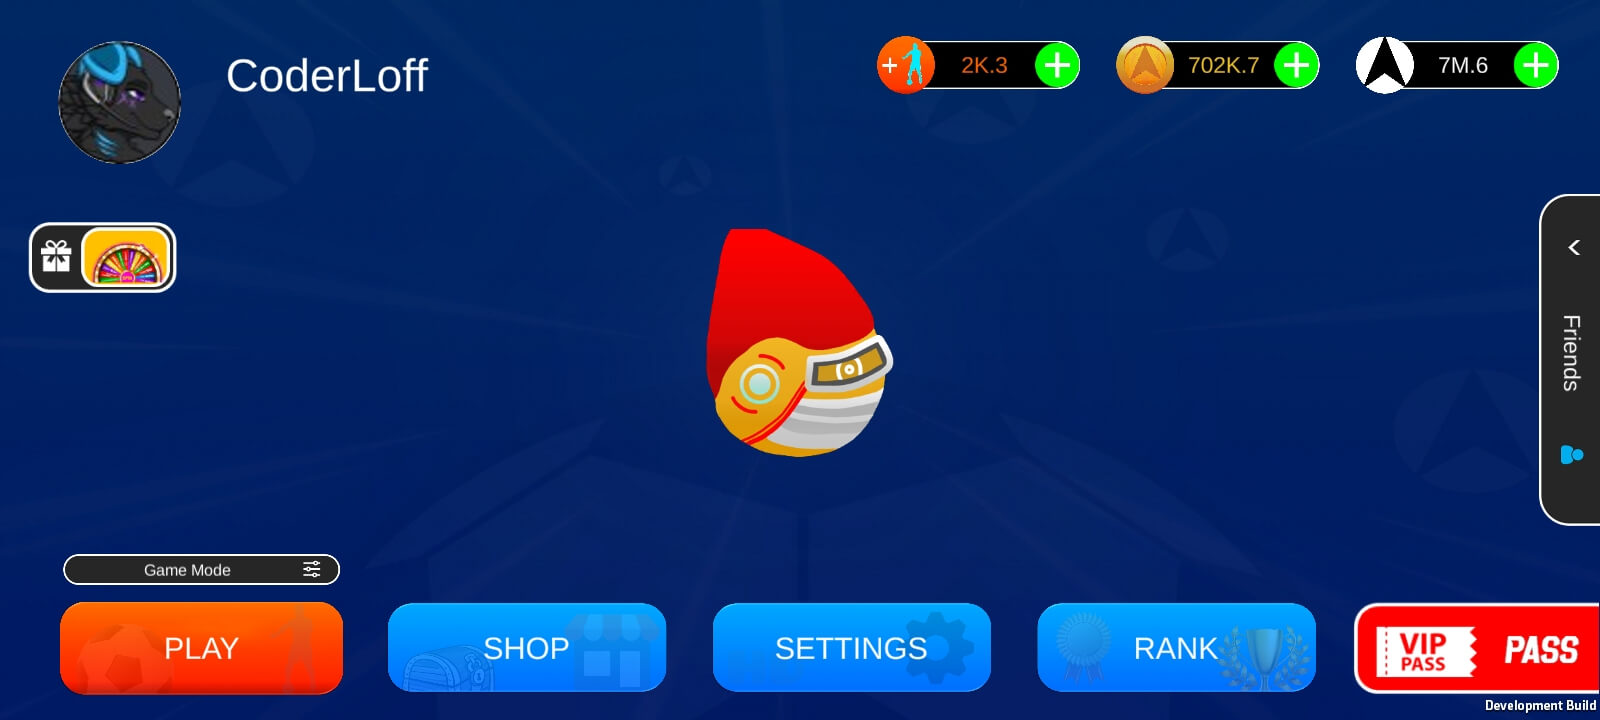 CoderLoff
2K.3
702K.7
7M.6
Friends
Game Mode
PLAY
SHOP
SETTINGS
RANK
VIP
PASS
PASS
Development Build